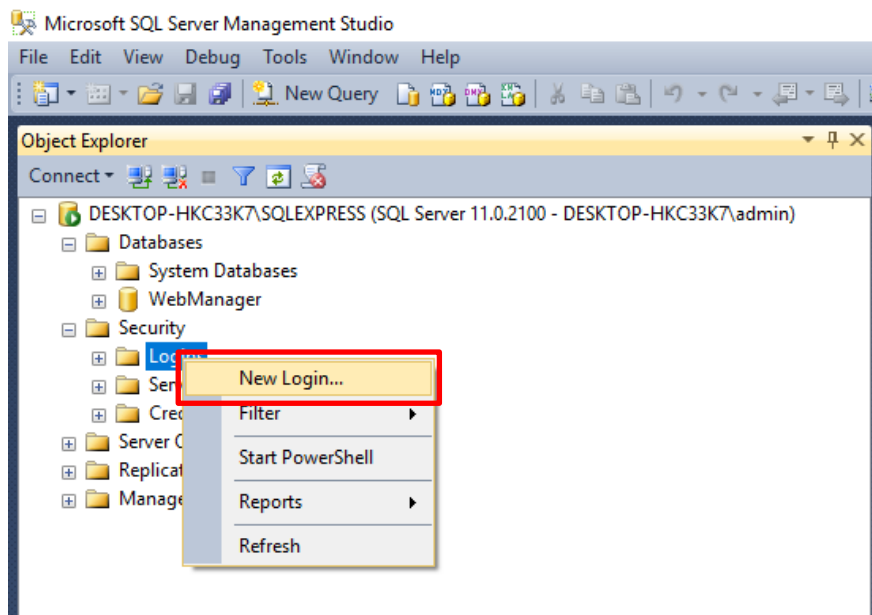 Microsoft SQL Server Management Studio
File Edit View Debug Tools Window Help
New Query
Object Explorer
Connect
DESKTOP-HKC33K7\SQLEXPRESS (SQL Server 11.0.2100 - DESKTOP-HKC33K7\admin)
Databases
System Databases
WebManager
Security
New Login...
Filter
Start PowerShell
Reports
Refresh